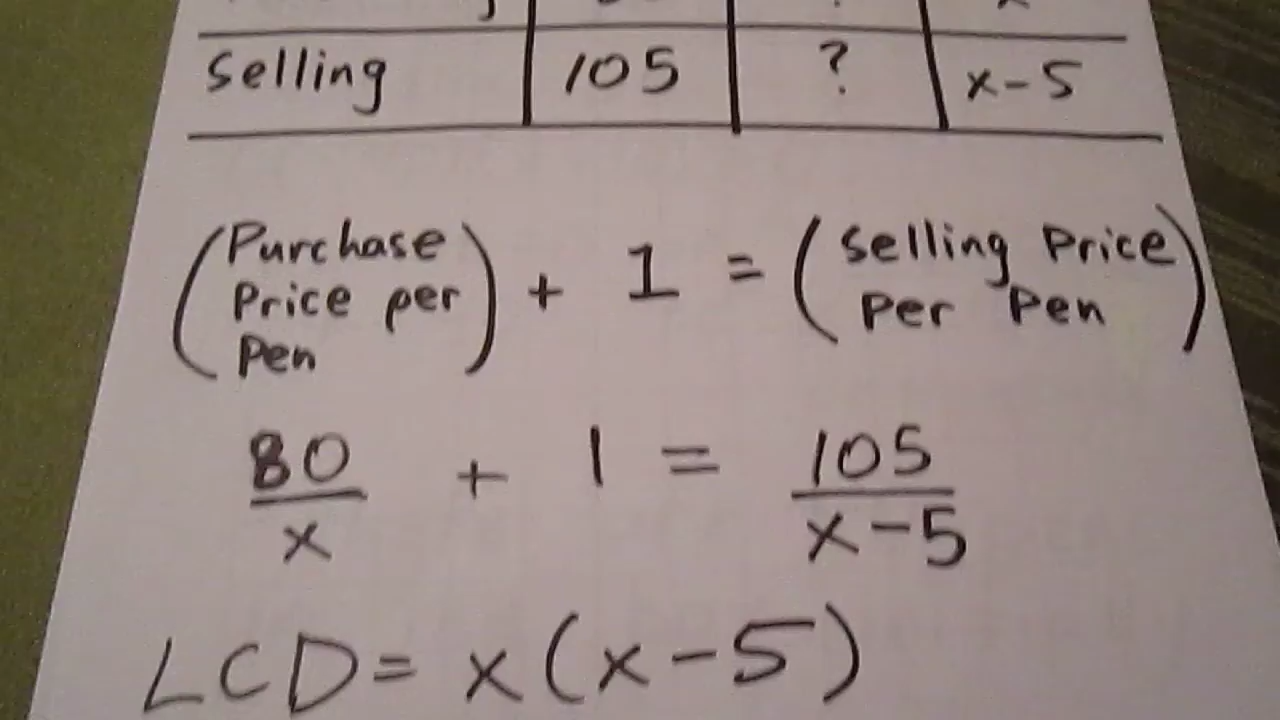 Selling 105 ? x-5
(Purchase Price per Pen) + 1 = (Selling Price Per Pen)
80/x + 1 = 105/(x-5)
LCD= x(x-5)